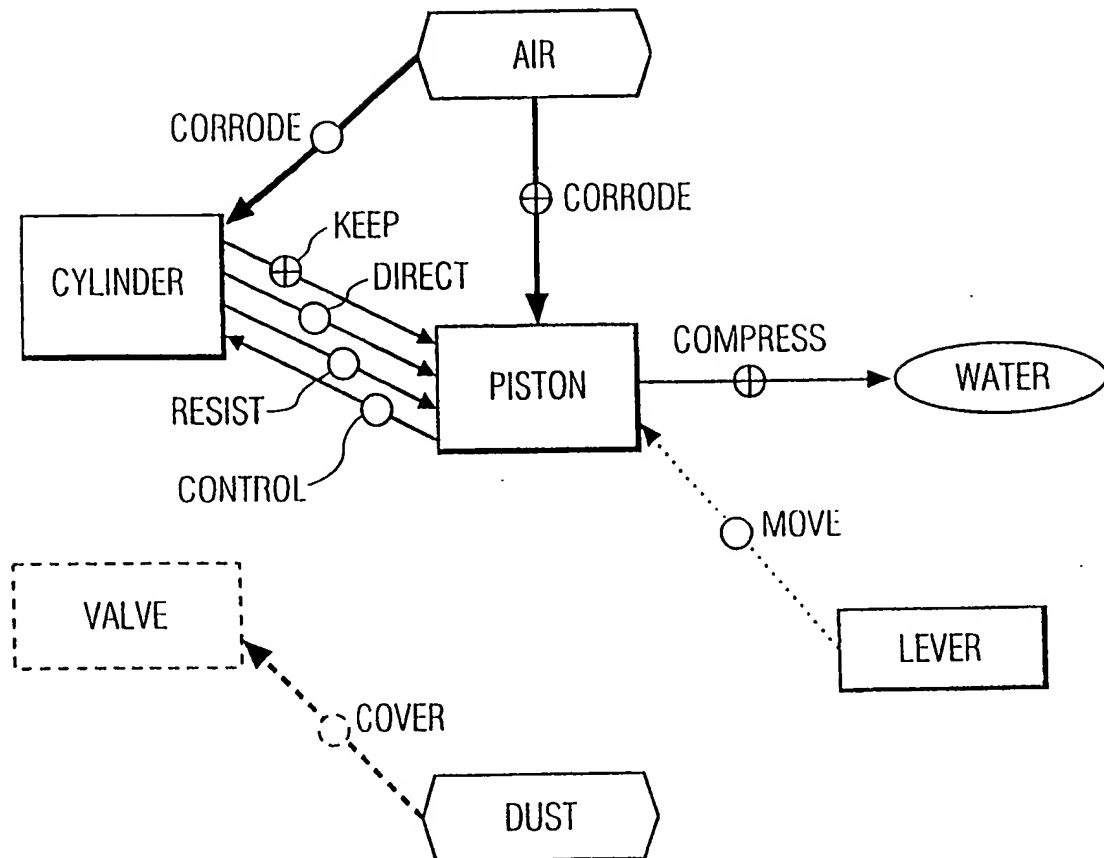 AIR
CORRODE
CORRODE
KEEP
DIRECT
CYLINDER
COMPRESS
PISTON
WATER
RESIST
CONTROL
MOVE
VALVE
LEVER
COVER
DUST